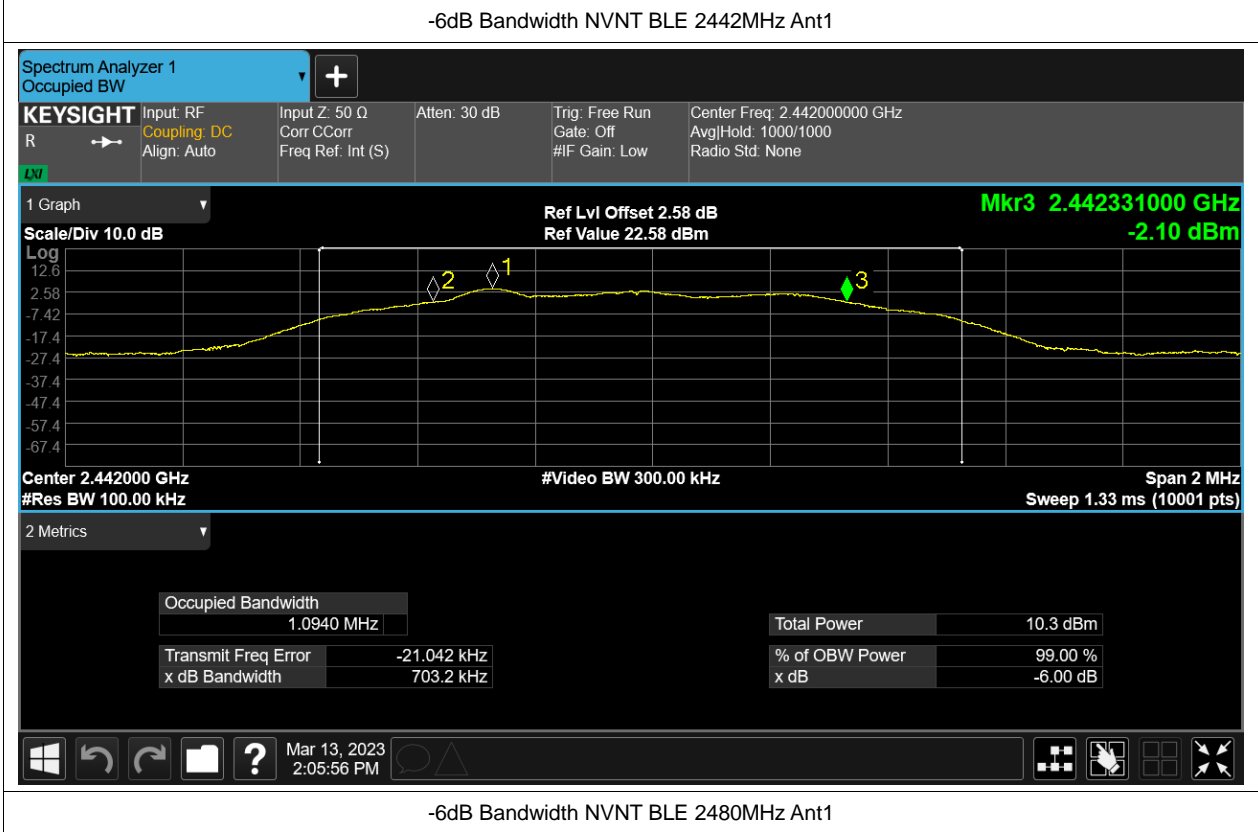 -6dB Bandwidth NVNT BLE 2442MHz Ant1
Spectrum Analyzer 1
Occupied BW
KEYSIGHT
R
LXI
Input: RF
Coupling: DC
Align: Auto
Input Z: 50 Ω
Corr CCorr
Freq Ref: Int (S)
Atten: 30 dB
Trig: Free Run
Gate: Off
#IF Gain: Low
Center Freq: 2.442000000 GHz
Avg|Hold: 1000/1000
Radio Std: None
1 Graph
Scale/Div 10.0 dB
Ref Lvl Offset 2.58 dB
Ref Value 22.58 dBm
Mkr3 2.442331000 GHz
-2.10 dBm
Log
12.6
2.58
-7.42
-17.4
-27.4
-37.4
-47.4
-57.4
-67.4
2
1
3
Center 2.442000 GHz
#Res BW 100.00 kHz
#Video BW 300.00 kHz
Span 2 MHz
Sweep 1.33 ms (10001 pts)
2 Metrics
Occupied Bandwidth
1.0940 MHz
Transmit Freq Error -21.042 kHz
x dB Bandwidth 703.2 kHz
Total Power 10.3 dBm
% of OBW Power 99.00 %
x dB -6.00 dB
?
Mar 13, 2023
2:05:56 PM
-6dB Bandwidth NVNT BLE 2480MHz Ant1